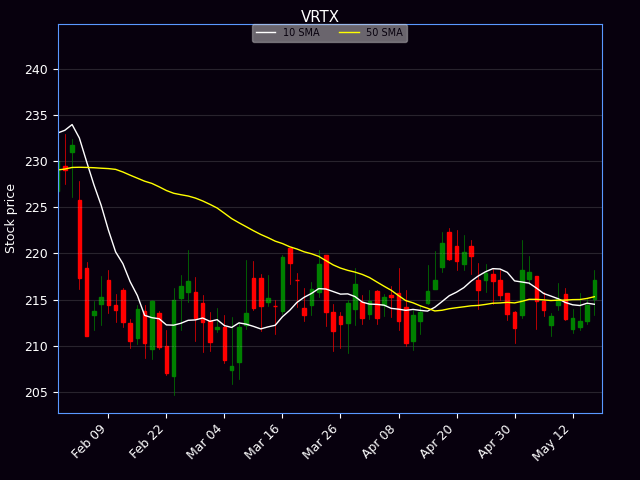 VRTX
10 SMA
50 SMA
Stock price
240
235
230
225
220
215
210
205
Feb 09
Feb 22
Mar 04
Mar 16
Mar 26
Apr 08
Apr 20
Apr 30
May 12